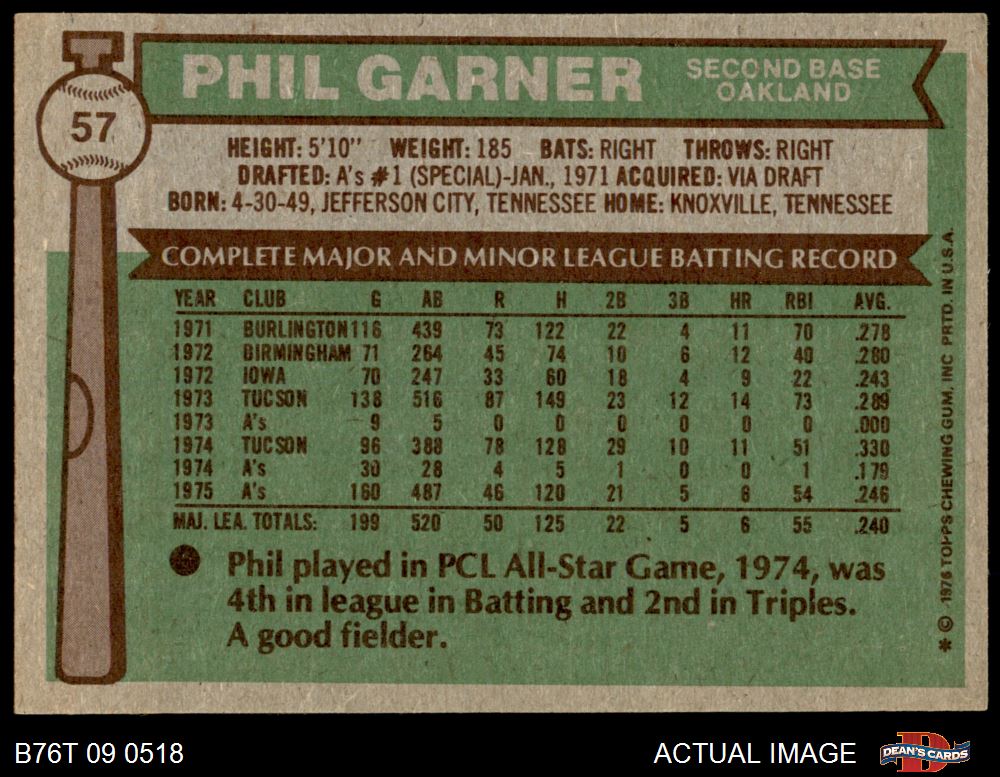 57
PHIL GARNER
SECOND BASE
OAKLAND
HEIGHT: 5'10" WEIGHT: 185 BATS: RIGHT THROWS: RIGHT
DRAFTED: A's #1 (SPECIAL)-JAN., 1971 ACQUIRED: VIA DRAFT
BORN: 4-30-49, JEFFERSON CITY, TENNESSEE HOME: KNOXVILLE, TENNESSEE
COMPLETE MAJOR AND MINOR LEAGUE BATTING RECORD
YEAR CLUB G AB R H 2B 3B HR RBI AVG.
1971 BURLINGTON 116 439 73 122 22 4 11 70 .278
1972 BIRMINGHAM 71 264 45 74 10 6 12 40 .280
1972 IOWA 70 247 33 60 18 4 9 22 .243
1973 TUCSON 138 516 87 149 23 12 14 73 .289
1973 A's 9 5 0 0 0 0 0 0 .000
1974 TUCSON 96 388 78 128 29 10 11 51 .330
1974 A's 30 28 4 5 1 0 0 1 .179
1975 A's 160 487 46 120 21 5 6 54 .246
MAJ. LEA. TOTALS: 199 520 50 125 22 5 6 55 .240
Phil played in PCL All-Star Game, 1974, was
4th in league in Batting and 2nd in Triples.
A good fielder.
* © 1976 TOPPS CHEWING GUM, INC PRTD. IN U.S.A.
B76T 09 0518
ACTUAL IMAGE
D
DEAN'S CARDS